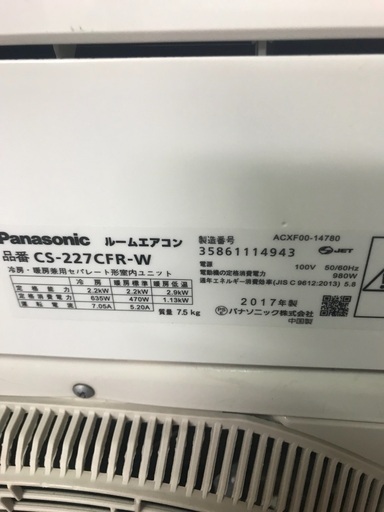 Panasonic ルームエアコン
品番 CS-227CFR-W
冷房・暖房兼用セパレート形室内ユニット
冷房 暖房標準 暖房低温
定格能力 2.2kW 2.2kW 2.9kW
定格消費電力 635W 470W 1.13kW
運転電流 7.05A 5.20A
質量 7.5 kg
ACXF00-14780
製造番号
35861114943
JET
電源 100V 50/60Hz
電動機の定格消費電力 980W
通年エネルギー消費効率(JIS C 9612:2013) 5.8
2017年製
パナソニック株式会社
中国製